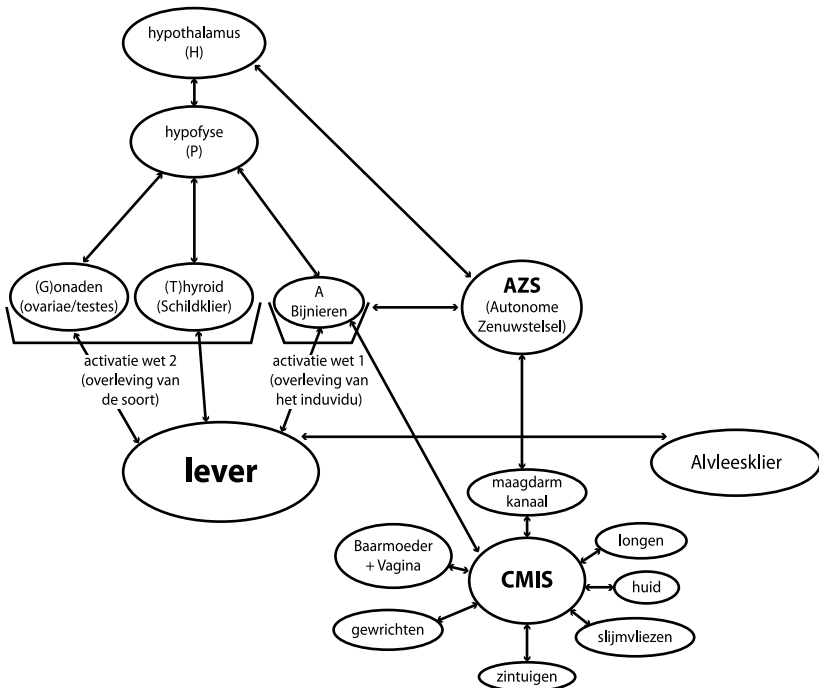 hypothalamus
(H)
hypofyse
(P)
(G)onaden
(ovariae/testes)
(T)hyroid
(Schildklier)
A
Bijnieren
AZS
(Autonome
Zenuwstelsel)
activatie wet 2
(overleving van
de soort)
activatie wet 1
(overleving van
het induvidu)
lever
Alvleesklier
maagdarm
kanaal
Baarmoeder
+ Vagina
CMIS
longen
huid
gewrichten
slijmvliezen
zintuigen